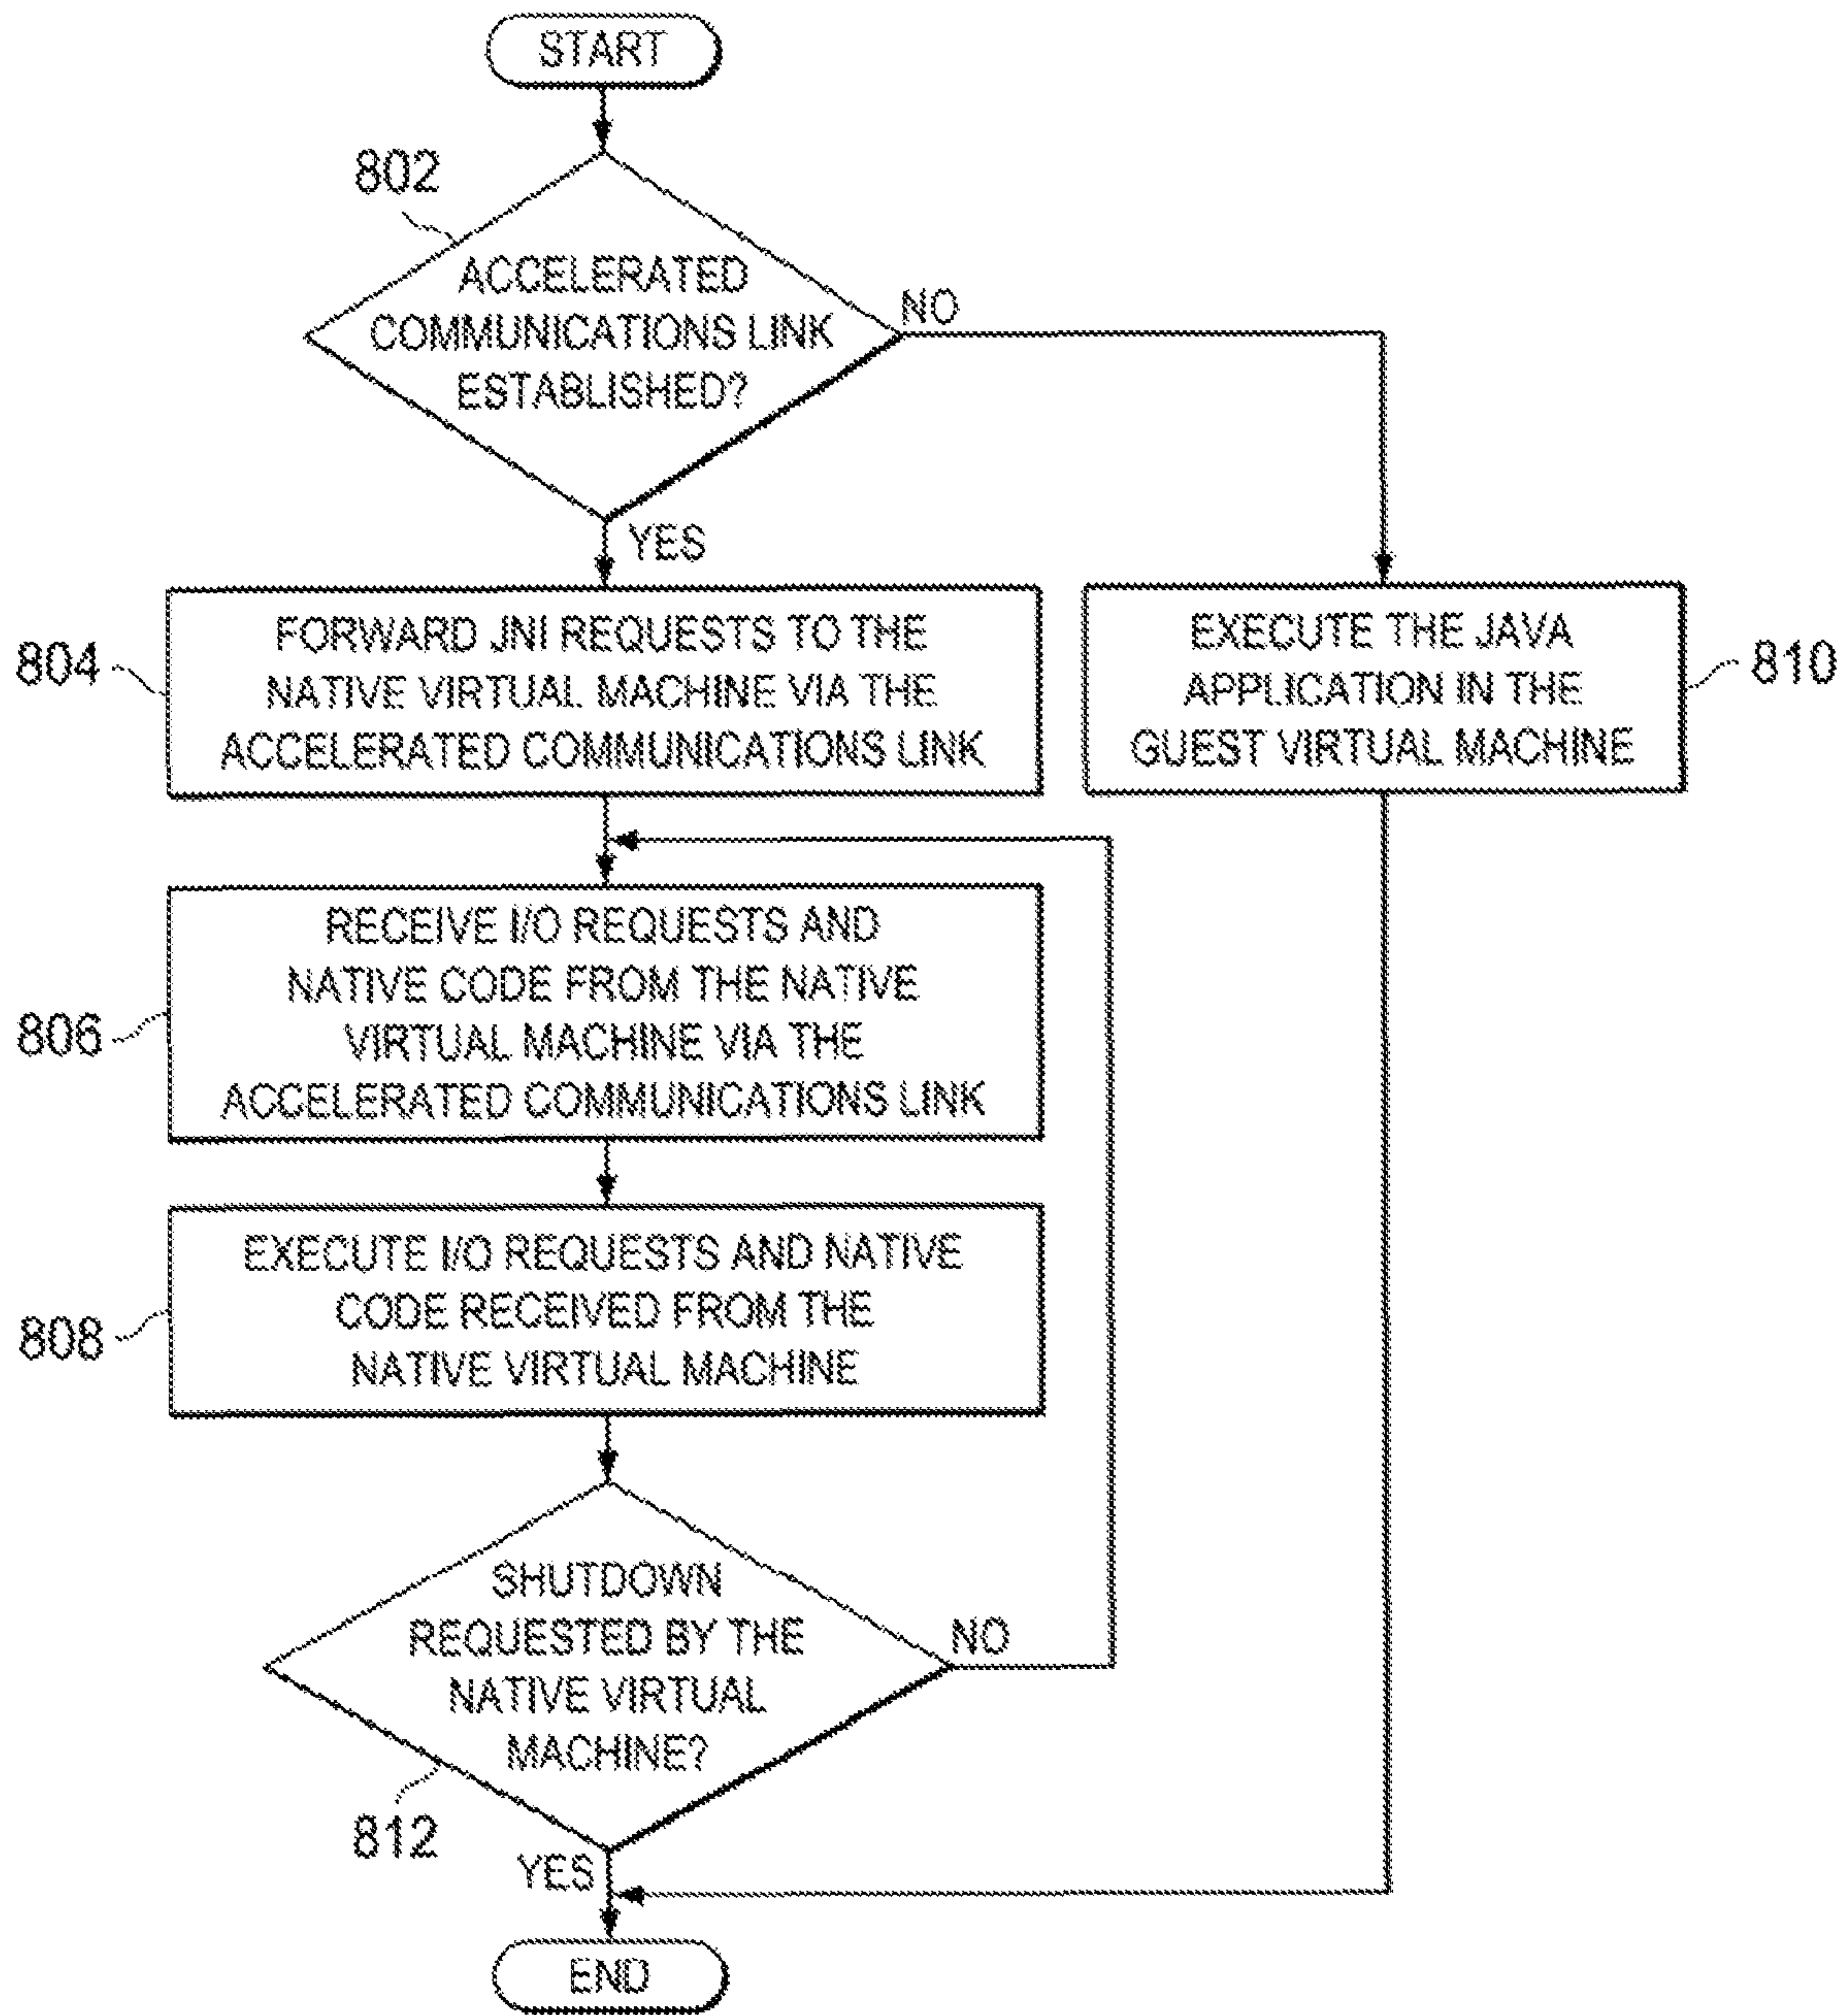 START
802
ACCELERATED
COMMUNICATIONS LINK
ESTABLISHED?
NO
YES
804
FORWARD JNI REQUESTS TO THE
NATIVE VIRTUAL MACHINE VIA THE
ACCELERATED COMMUNICATIONS LINK
EXECUTE THE JAVA
APPLICATION IN THE
GUEST VIRTUAL MACHINE
810
806
RECEIVE I/O REQUESTS AND
NATIVE CODE FROM THE NATIVE
VIRTUAL MACHINE VIA THE
ACCELERATED COMMUNICATIONS LINK
808
EXECUTE I/O REQUESTS AND NATIVE
CODE RECEIVED FROM THE
NATIVE VIRTUAL MACHINE
SHUTDOWN
REQUESTED BY THE
NATIVE VIRTUAL
MACHINE?
NO
812
YES
END